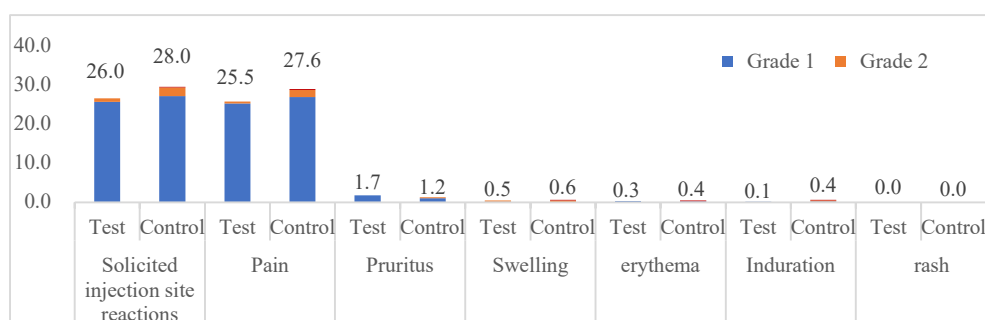 40.0
30.0
20.0
10.0
0.0
26.0
28.0
25.5
27.6
1.7
1.2
0.5
0.6
0.3
0.4
0.1
0.4
0.0
0.0
Grade 1 Grade 2
Test Control Test Control Test Control Test Control Test Control Test Control Test Control
Solicited injection site reactions
Pain
Pruritus
Swelling
erythema
Induration
rash